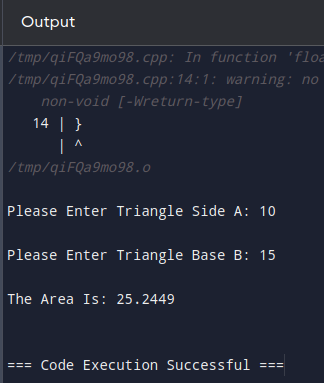 Output
/tmp/qiFQa9mo98.cpp: In function 'floa
/tmp/qiFQa9mo98.cpp:14:1: warning: no
non-void [-Wreturn-type]
14 | }
| ^
/tmp/qiFQa9mo98.o
Please Enter Triangle Side A: 10
Please Enter Triangle Base B: 15
The Area Is: 25.2449
=== Code Execution Successful ===